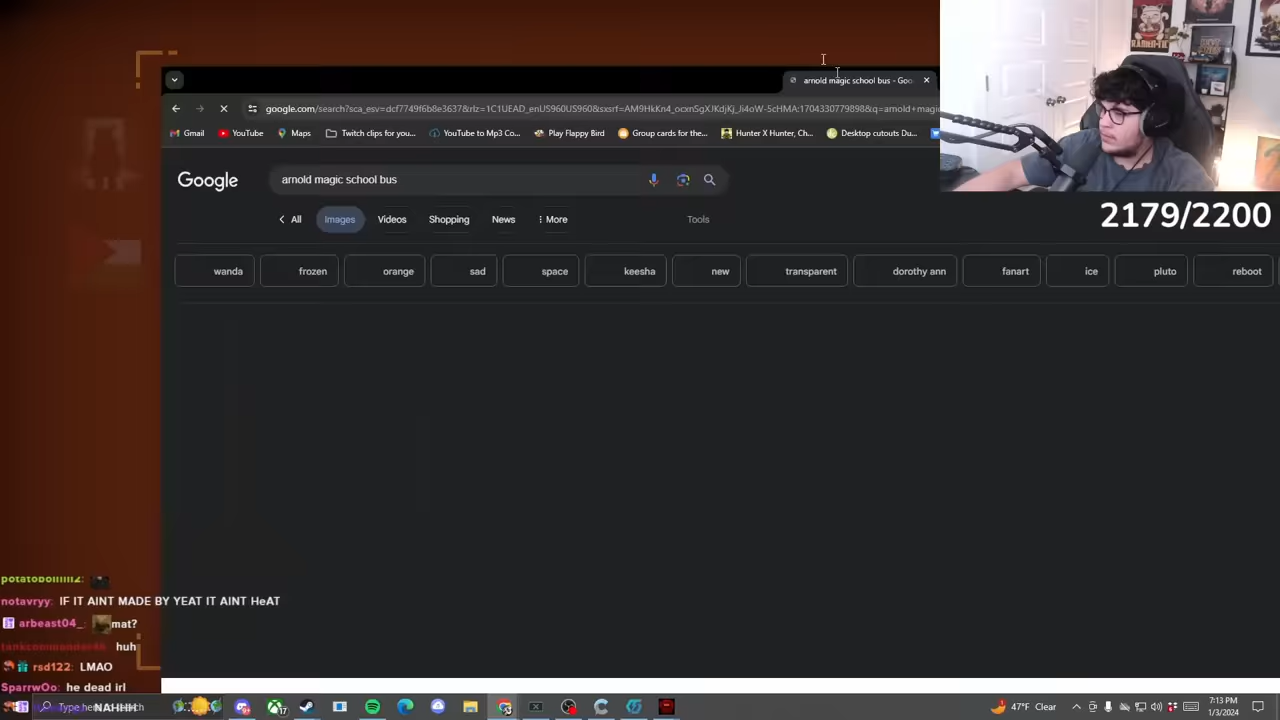 arnold magic school bus - Goo
google.com/search?sca_esv=dcf7749f6b8e3637&rlz=1C1UEAD_enUS960US960&sxsrf=AM9HkKn4_ocxnSgXJKdjKj_Ji4oW-5cHMA:1704330779898&q=arnold+magi
Gmail YouTube Maps Twitch clips for you... YouTube to Mp3 Co... Play Flappy Bird Group cards for the... Hunter X Hunter, Ch... Desktop cutouts Du...
Google arnold magic school bus
All Images Videos Shopping News More Tools
2179/2200
wanda frozen orange sad space keesha new transparent dorothy ann fanart ice pluto reboot
notavryy: IF IT AINT MADE BY YEAT IT AINT HeAT
arbeast04_: mat?
huh
rsd122: LMAO
SparrwOo: he dead irl
NAHHH
47°F Clear
7:13 PM
1/3/2024